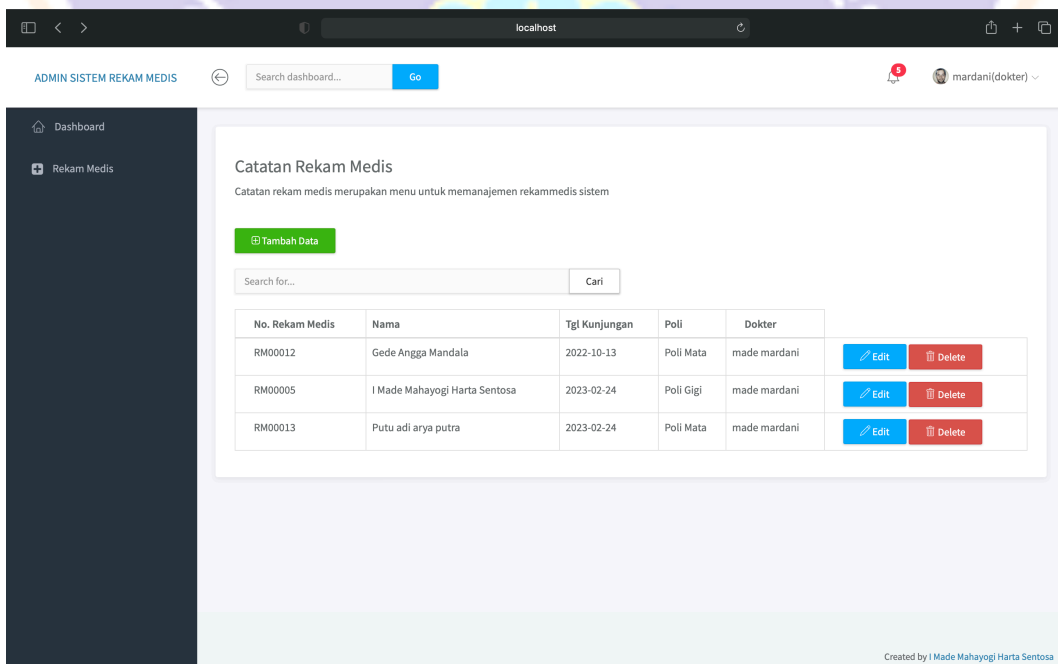 localhost
ADMIN SISTEM REKAM MEDIS
Search dashboard...
Go
5
mardani(dokter)
Dashboard
Rekam Medis
Catatan Rekam Medis
Catatan rekam medis merupakan menu untuk memanajemen rekammedis sistem
Tambah Data
Search for...
Cari
No. Rekam Medis Nama Tgl Kunjungan Poli Dokter
RM00012 Gede Angga Mandala 2022-10-13 Poli Mata made mardani Edit Delete
RM00005 I Made Mahayogi Harta Sentosa 2023-02-24 Poli Gigi made mardani Edit Delete
RM00013 Putu adi arya putra 2023-02-24 Poli Mata made mardani Edit Delete
Created by I Made Mahayogi Harta Sentosa